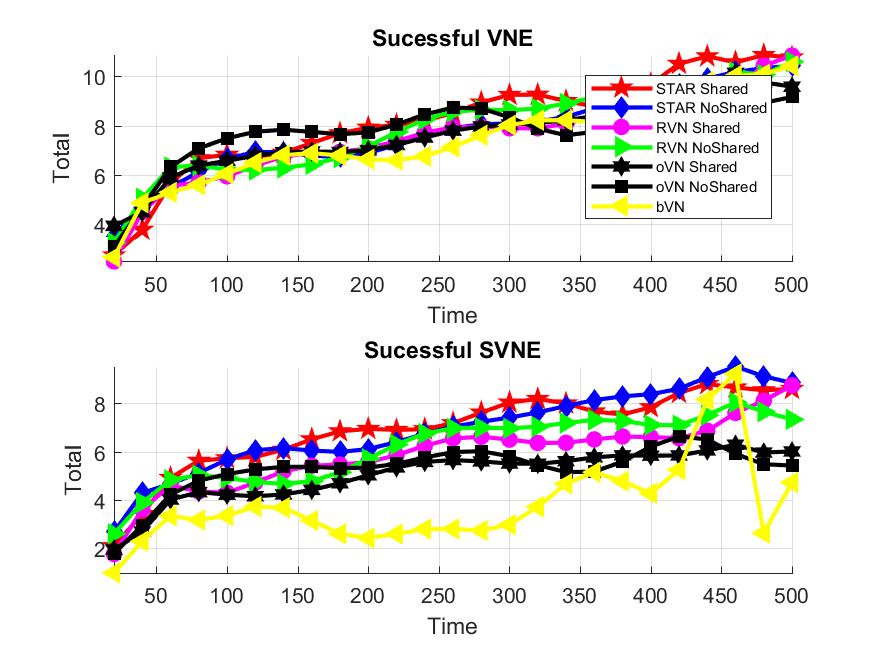 Sucessful VNE
Total
10
8
6
4
50 100 150 200 250 300 350 400 450 500
Time
STAR Shared
STAR NoShared
RVN Shared
RVN NoShared
oVN Shared
oVN NoShared
bVN
Sucessful SVNE
Total
8
6
4
2
50 100 150 200 250 300 350 400 450 500
Time